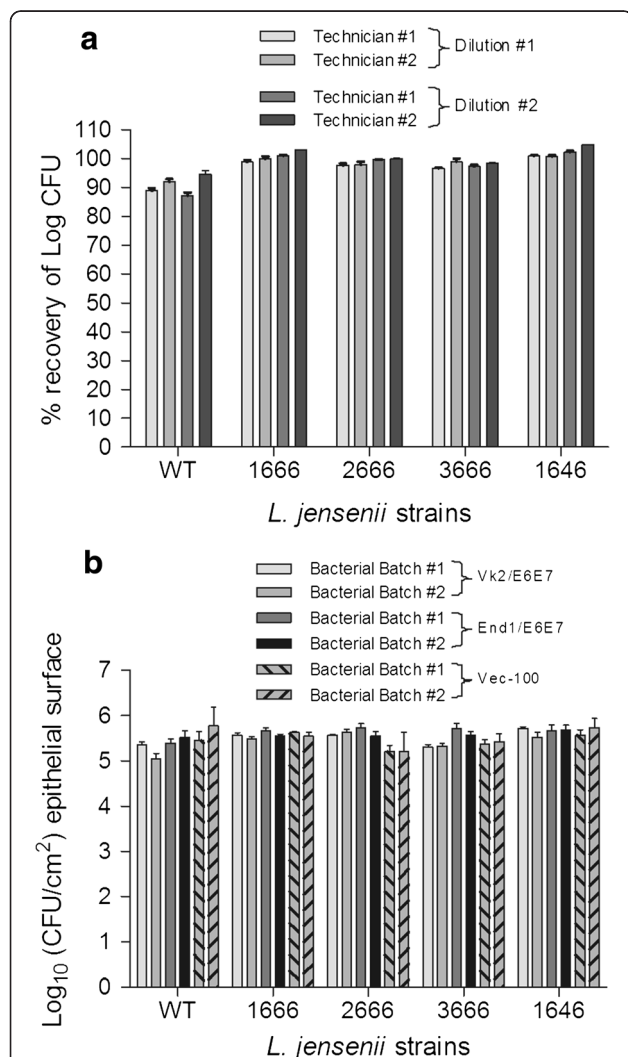 a
Technician #1
Technician #2
Dilution #1
Technician #1
Technician #2
Dilution #2
% recovery of Log CFU
110
100
90
80
70
60
50
40
30
20
10
0
WT 1666 2666 3666 1646
L. jensenii strains
b
Bacterial Batch #1
Bacterial Batch #2
Vk2/E6E7
Bacterial Batch #1
Bacterial Batch #2
End1/E6E7
Bacterial Batch #1
Bacterial Batch #2
Vec-100
Log10 (CFU/cm2) epithelial surface
7
6
5
4
3
2
1
0
WT 1666 2666 3666 1646
L. jensenii strains